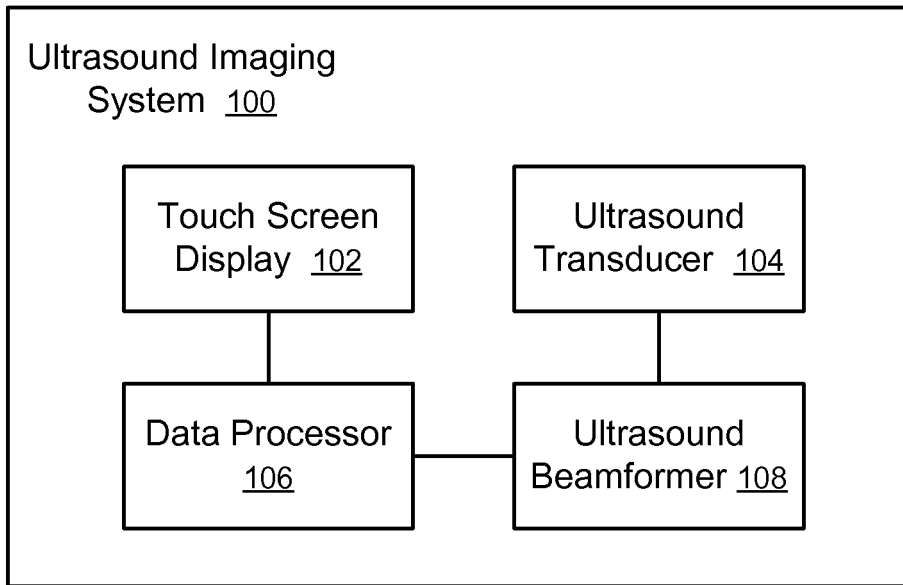 Ultrasound Imaging
System 100
Touch Screen
Display 102
Ultrasound
Transducer 104
Data Processor
106
Ultrasound
Beamformer 108